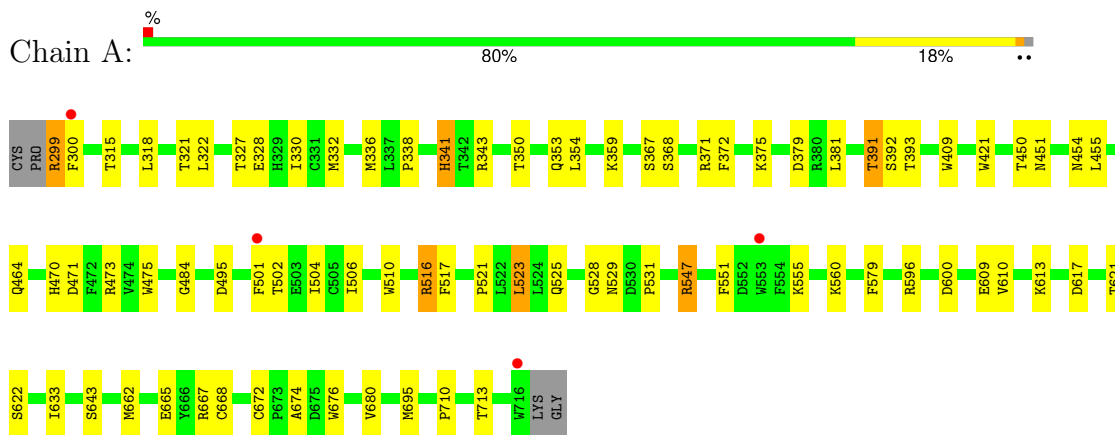 %
Chain A:
80% 18% ••
CYS PRO R299 F300 T315 L318 T321 L322 T327 E328 H329 I330 C331 M332 M336 L337 P338 H341 T342 R343 T350 Q353 L354 K359 S367 S368 R371 F372 K375 D379 R380 L381 T391 S392 T393 W409 W421 T450 N451 N454 L455
Q464 H470 D471 F472 R473 V474 W475 G484 D495 F501 T502 E503 I504 C505 I506 W510 R516 F517 P521 L522 L523 L524 Q525 G528 N529 D530 P531 R547 F551 D552 W553 F554 K555 K560 F579 R596 D600 E609 V610 K613 D617 T621
S622 I633 S643 M662 E665 Y666 R667 C668 C672 P673 A674 D675 W676 V680 M695 P710 T713 W716 LYS GLY